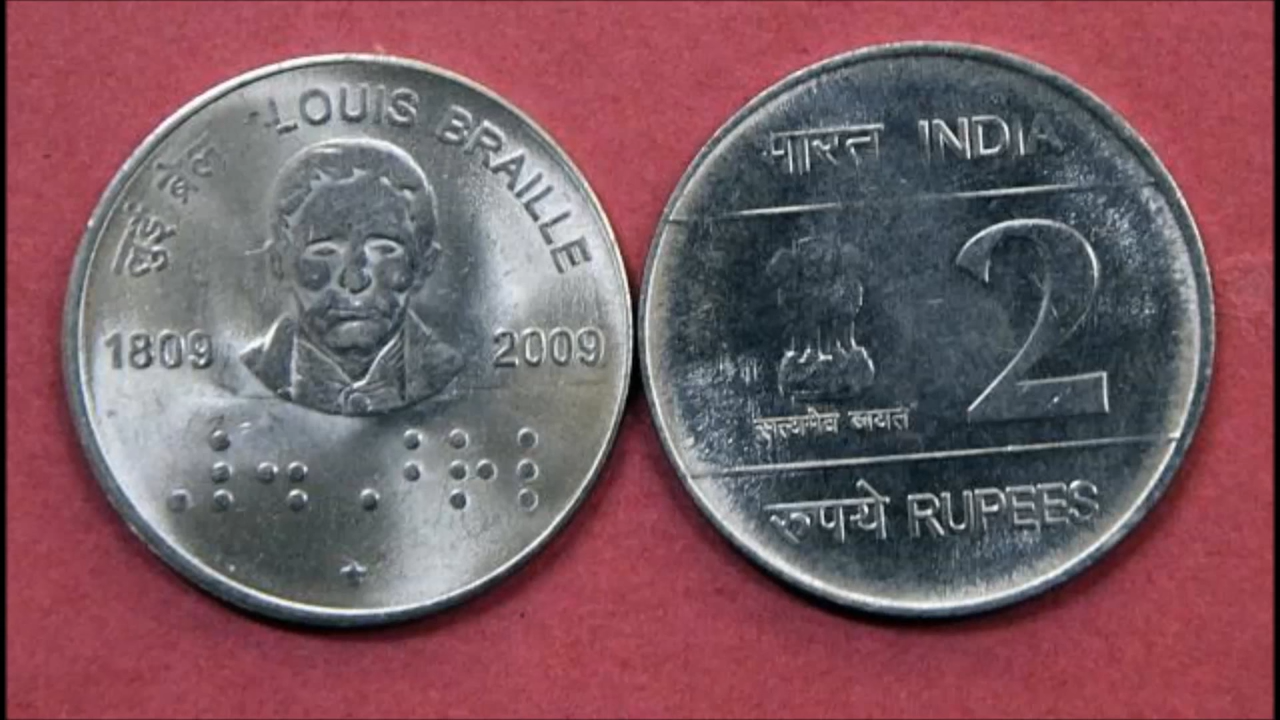 लुई ब्रेल LOUIS BRAILLE
1809 2009
⠠⠇⠲⠠⠃⠗⠇
भारत INDIA
2
सत्यमेव जयते
रुपये RUPEES